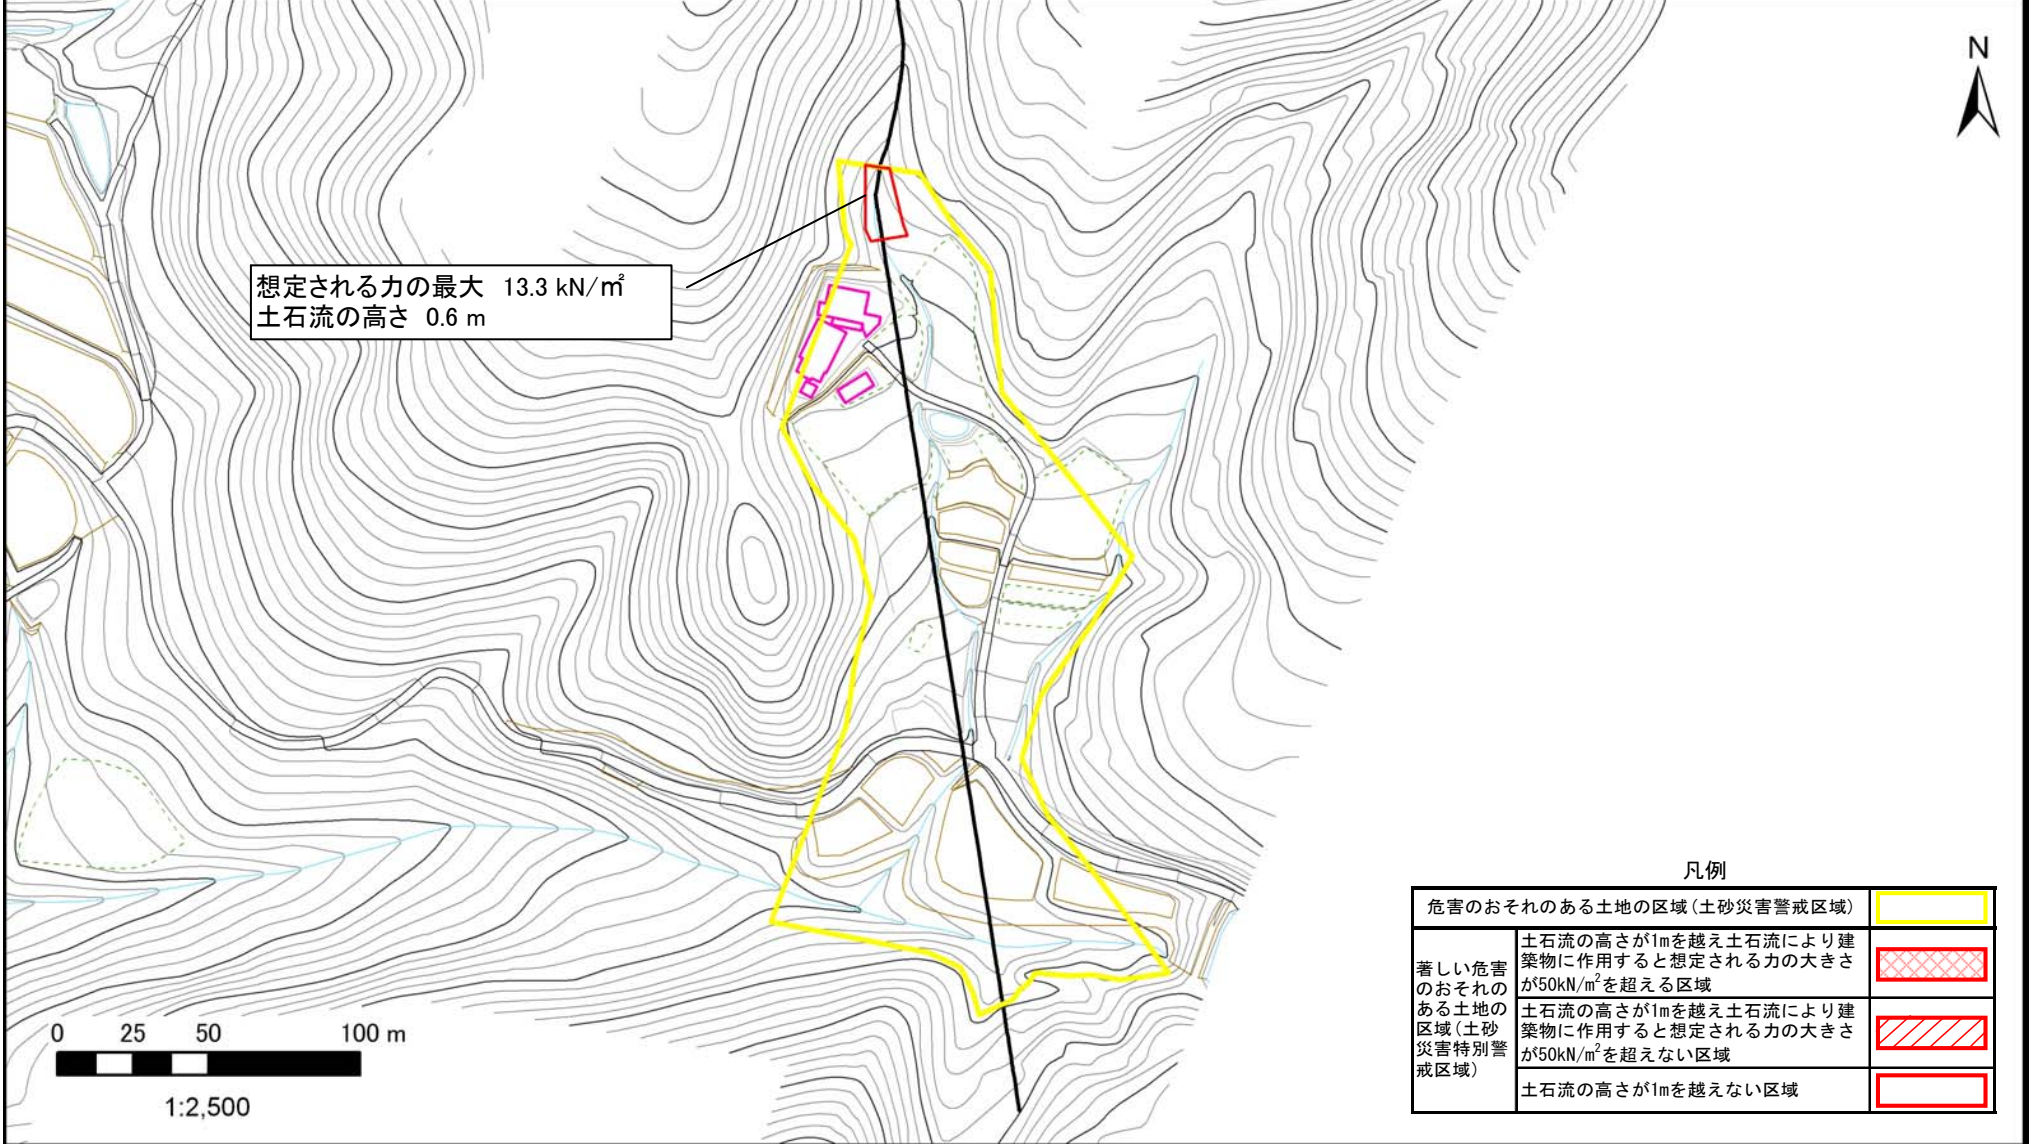 N
想定される力の最大 13.3 kN/㎡
土石流の高さ 0.6 m
凡例
危害のおそれのある土地の区域(土砂災害警戒区域)
著しい危害
のおそれの
ある土地の
区域(土砂
災害特別警
戒区域)
土石流の高さが1mを越え土石流により建
築物に作用すると想定される力の大きさ
が50kN/m²を超える区域
土石流の高さが1mを越え土石流により建
築物に作用すると想定される力の大きさ
が50kN/m²を超えない区域
土石流の高さが1mを越えない区域
0 25 50 100 m
1:2,500